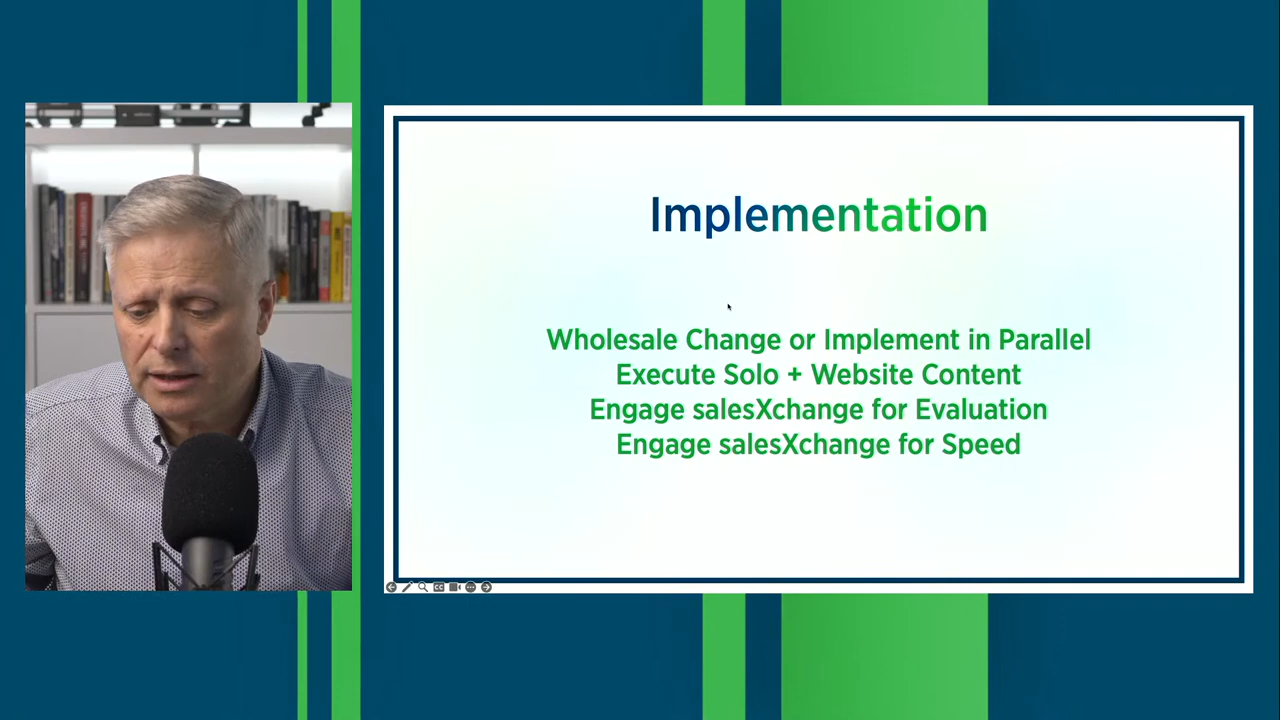 Implementation
Wholesale Change or Implement in Parallel
Execute Solo + Website Content
Engage salesXchange for Evaluation
Engage salesXchange for Speed